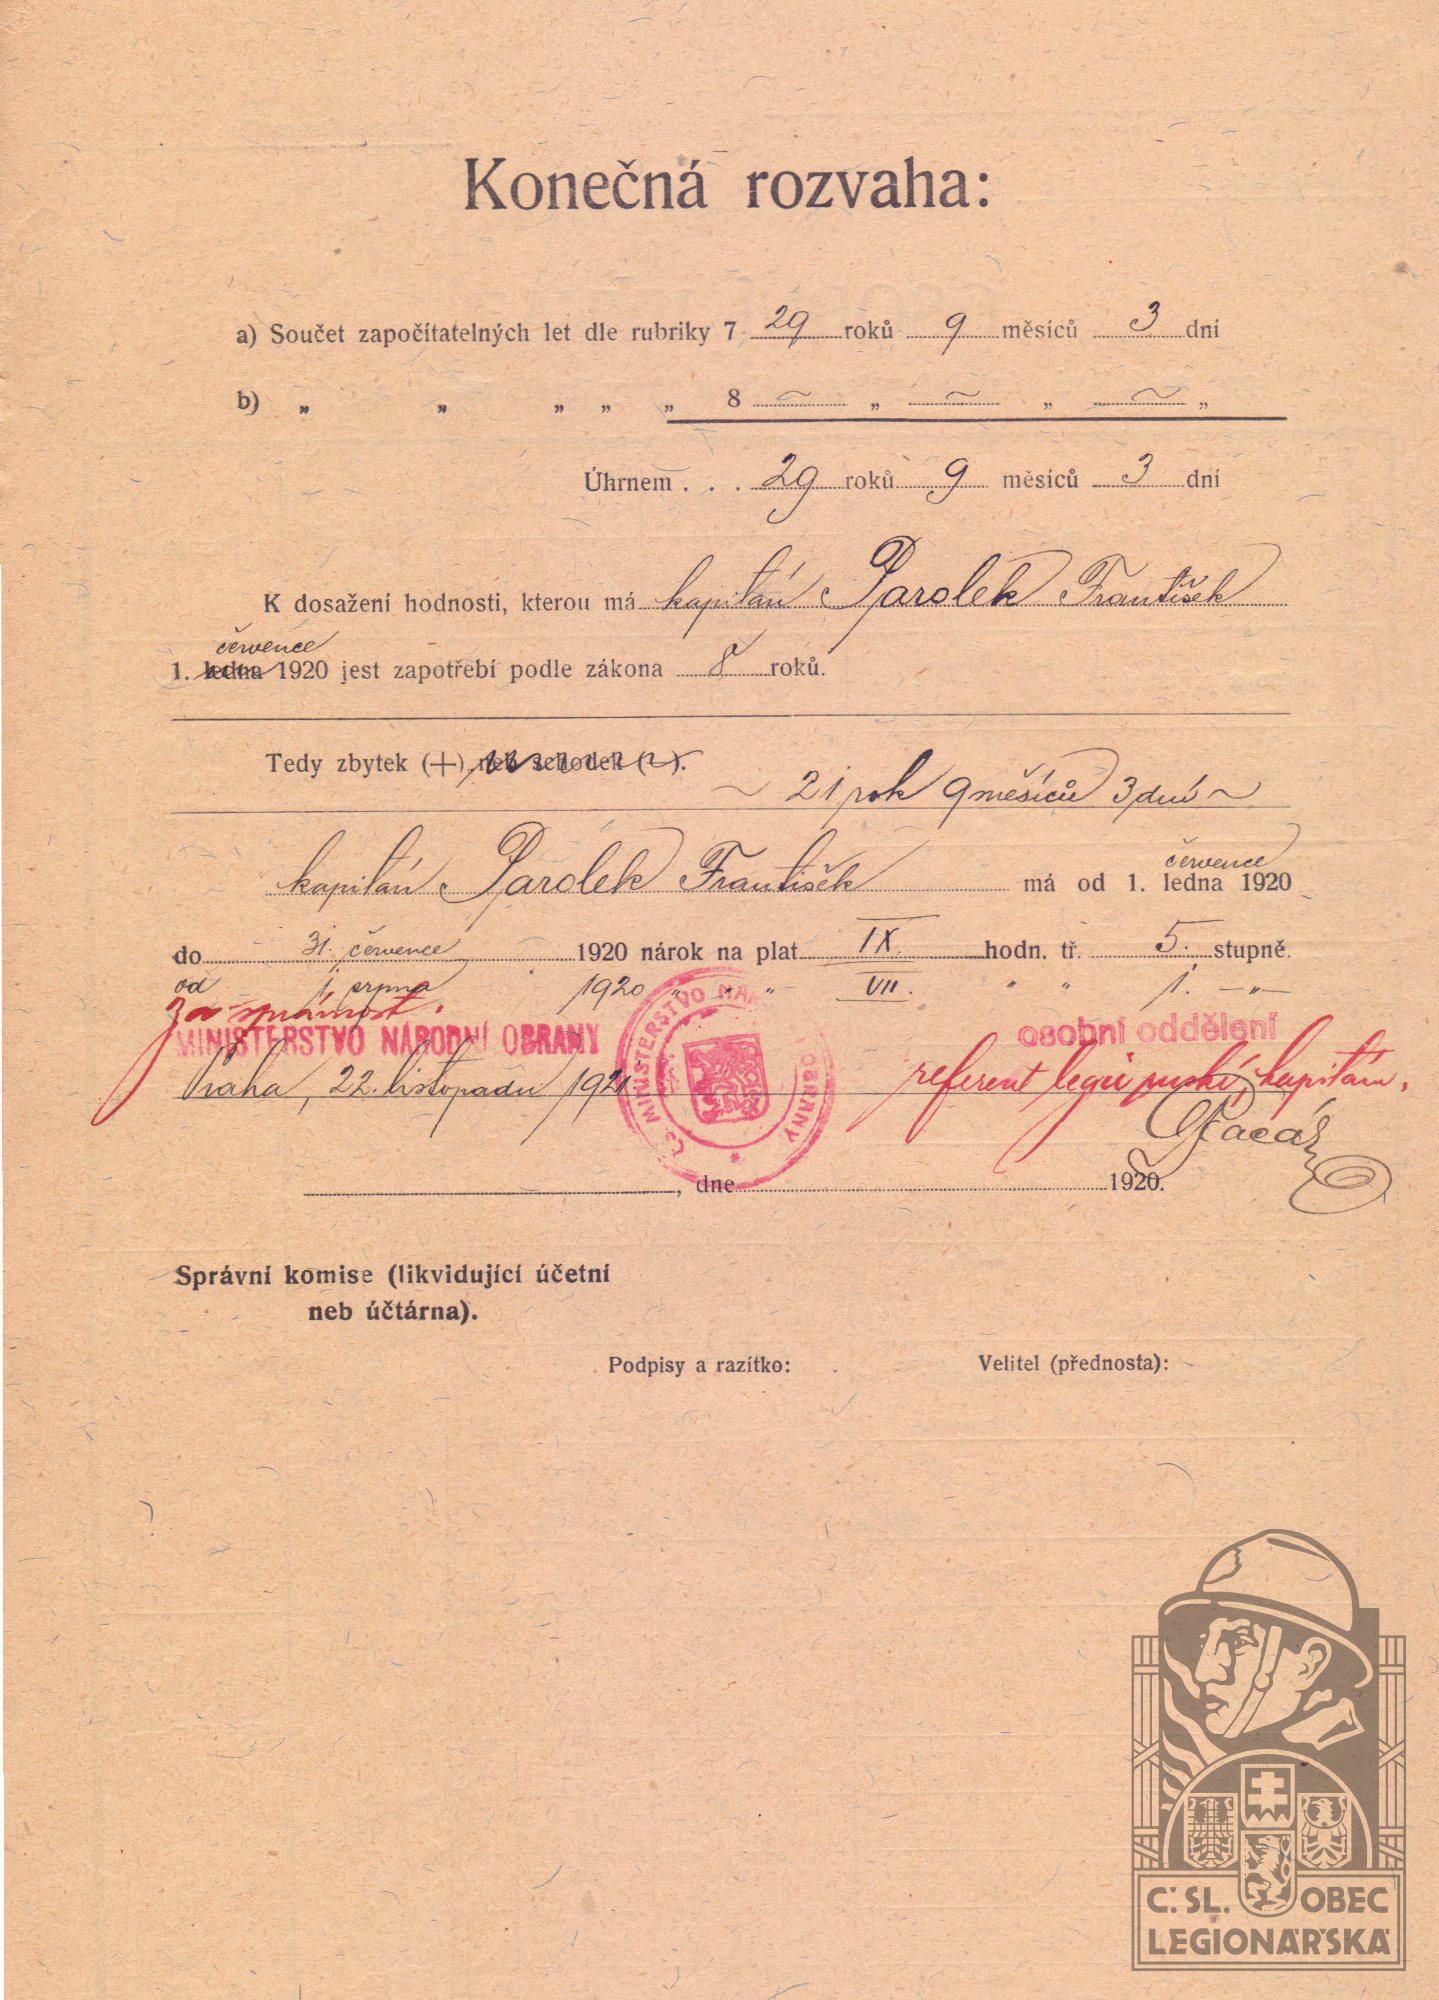 Konečná rozvaha:
a) Součet započítatelných let dle rubriky 7 29 roků 9 měsíců 3 dní
b) „ „ „ „ „ 8 ~ „ ~ „ ~ „
Úhrnem . . . 29 roků 9 měsíců 3 dní
K dosažení hodnosti, kterou má kapitán Parolek František
července
1. ledna 1920 jest zapotřebí podle zákona 8 roků.
Tedy zbytek (+), neb schodek (-).
~ 21 rok 9 měsíců 3 dní ~
kapitán Parolek František má od 1. ledna 1920
července
do 31. července 1920 nárok na plat IX. hodn. tř. 5. stupně.
od 1. srpna 1920 „ „ „ VII. „ „ 1. -„-
Za správnost.
MINISTERSTVO NÁRODNÍ OBRANY osobní oddělení
Praha, 22. listopadu 1921 referent legií ruské, kapitán,
, dne 1920.
Správní komise (likvidující účetní
neb účtárna).
Podpisy a razítko: Velitel (přednosta):
Č. SL. OBEC
LEGIONÁŘSKÁ